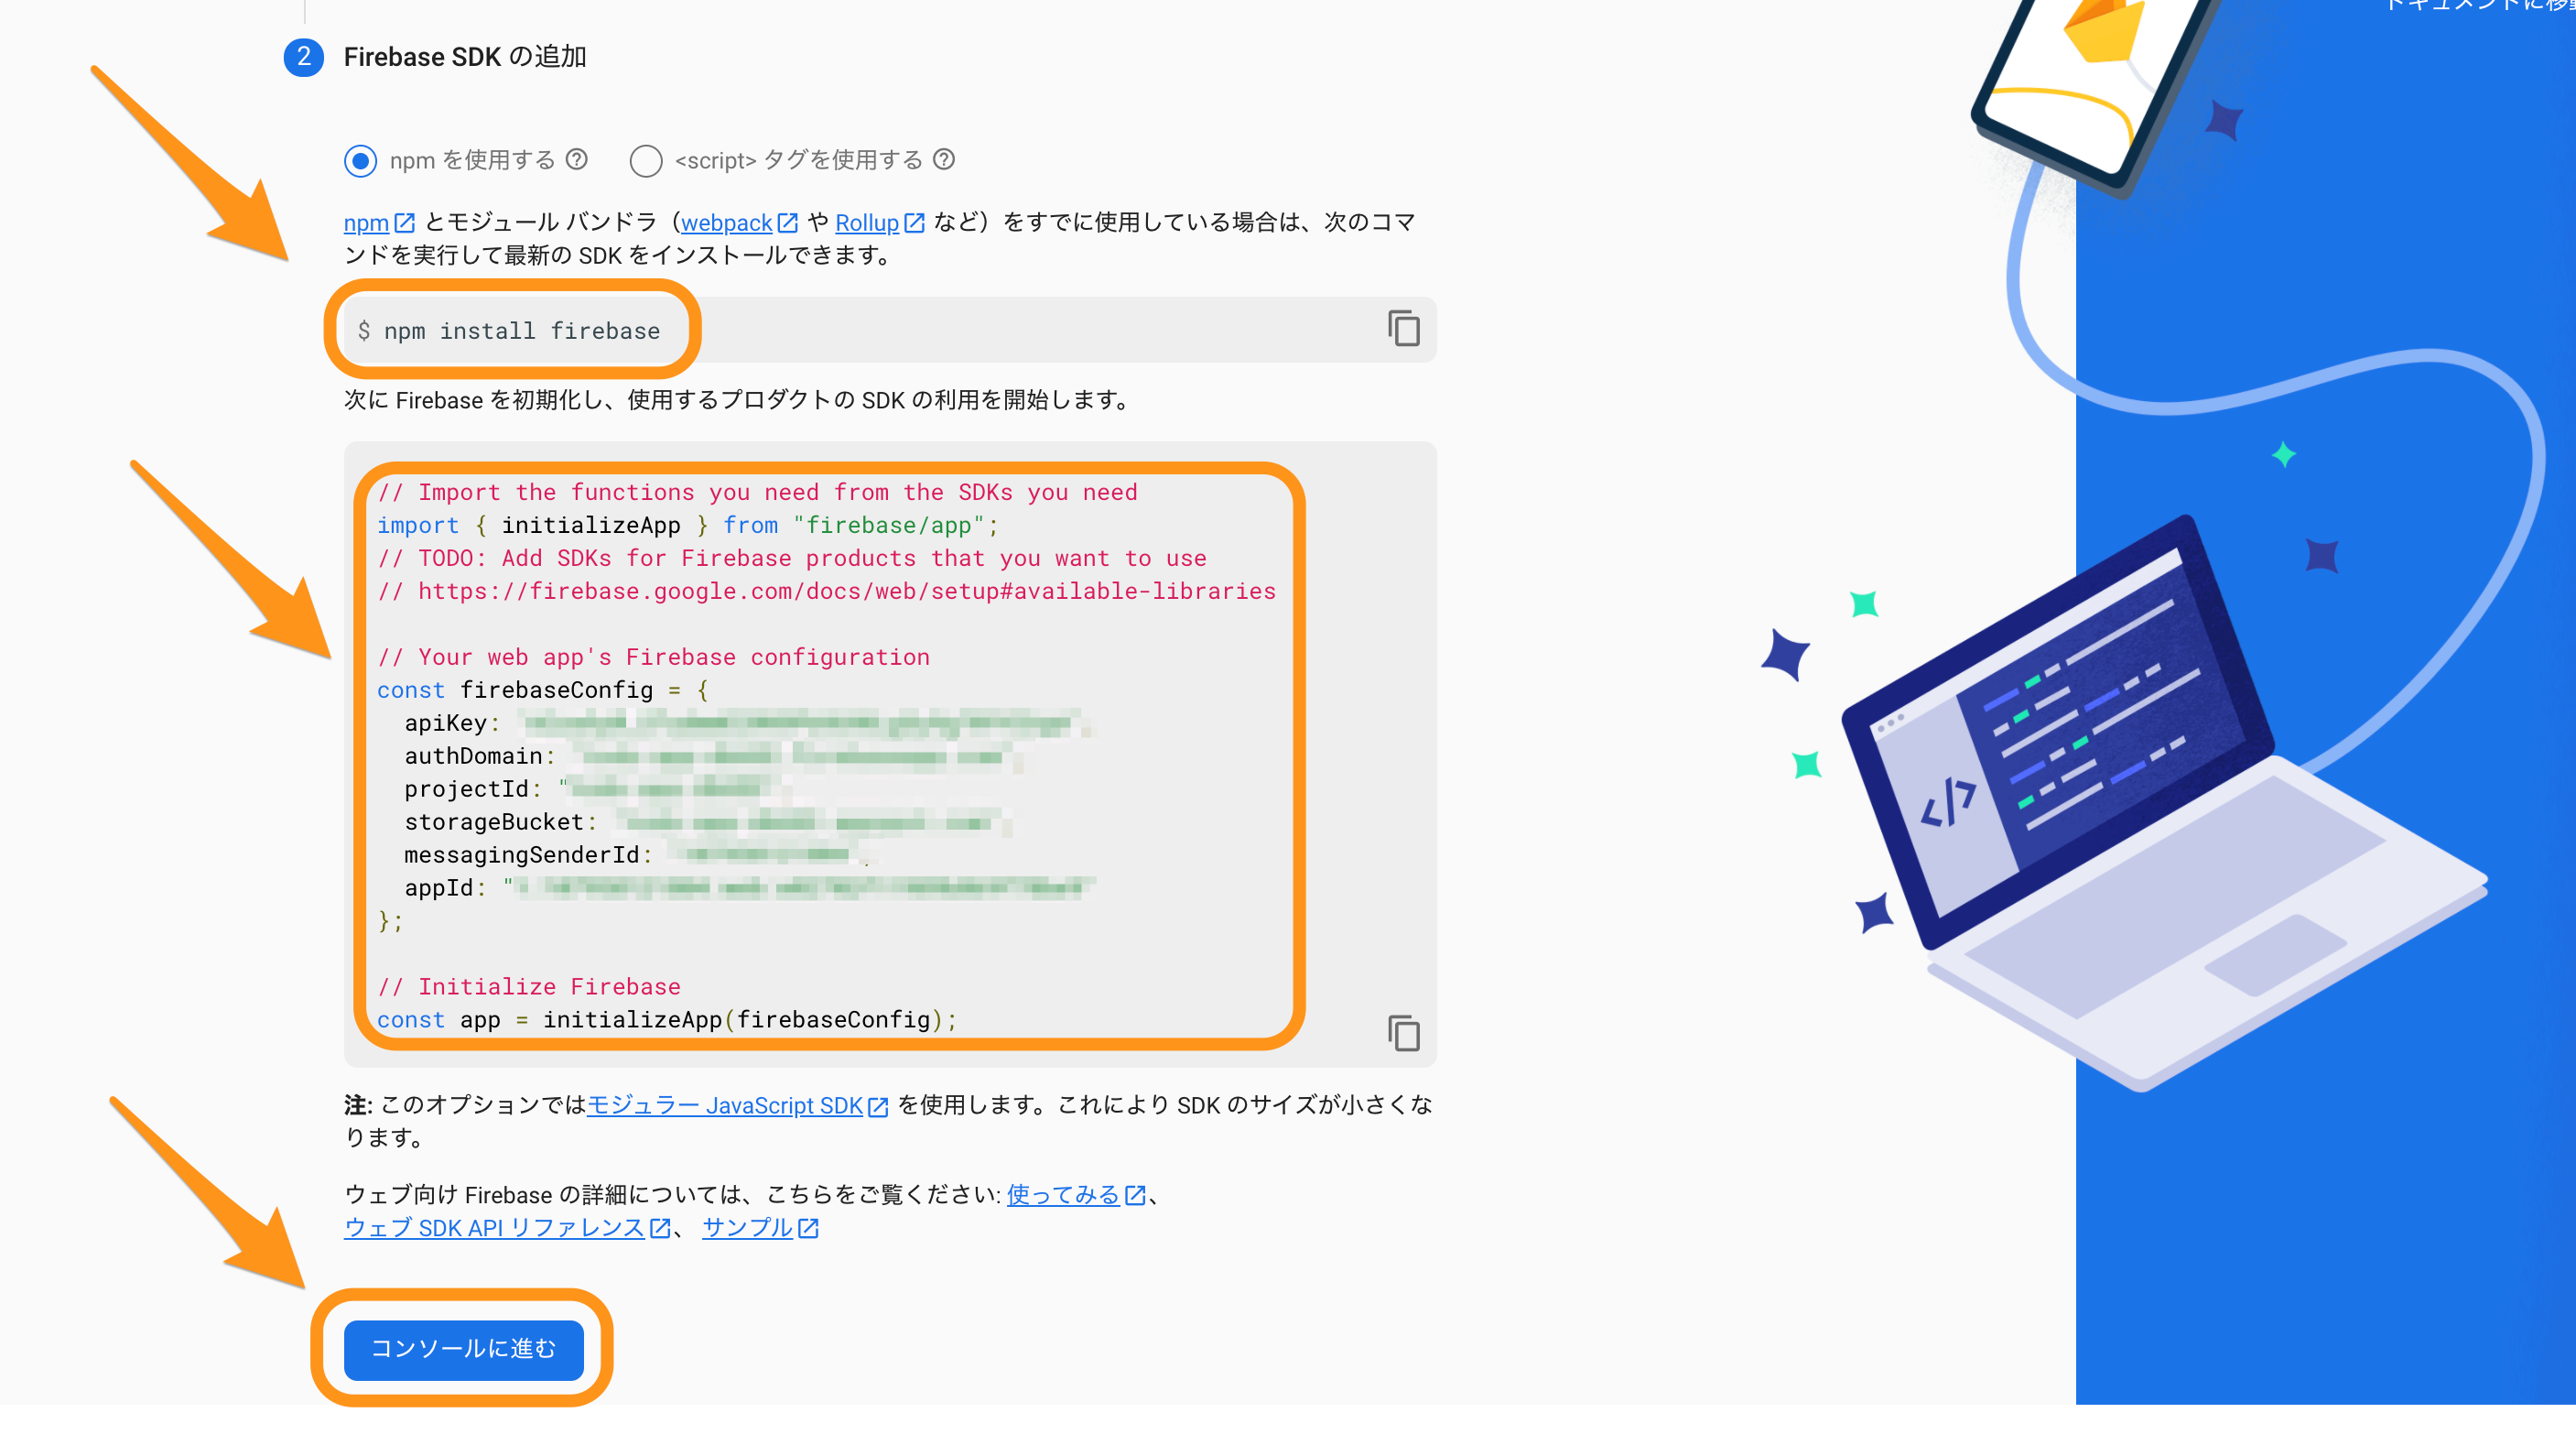 ドキュメントに移動
2 Firebase SDK の追加
npm を使用する ? <script> タグを使用する ?
npm とモジュール バンドラ（webpack や Rollup など）をすでに使用している場合は、次のコマ
ンドを実行して最新の SDK をインストールできます。
$ npm install firebase
次に Firebase を初期化し、使用するプロダクトの SDK の利用を開始します。
// Import the functions you need from the SDKs you need
import { initializeApp } from "firebase/app";
// TODO: Add SDKs for Firebase products that you want to use
// https://firebase.google.com/docs/web/setup#available-libraries
// Your web app's Firebase configuration
const firebaseConfig = {
apiKey:
authDomain:
projectId: "
storageBucket:
messagingSenderId:
appId: "
};
// Initialize Firebase
const app = initializeApp(firebaseConfig);
注: このオプションではモジュラー JavaScript SDK を使用します。これにより SDK のサイズが小さくな
ります。
ウェブ向け Firebase の詳細については、こちらをご覧ください: 使ってみる、
ウェブ SDK API リファレンス、 サンプル
コンソールに進む